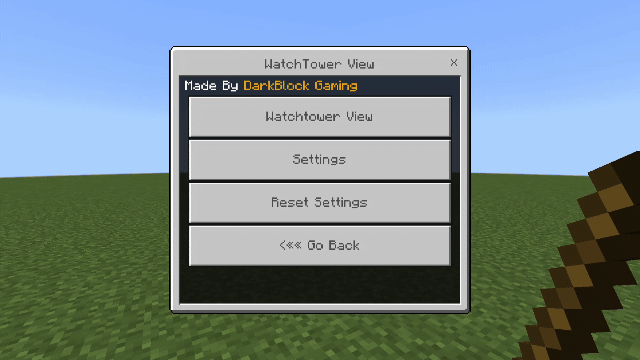 WatchTower View ×
Made By DarkBlock Gaming
Watchtower View
Settings
Reset Settings
<<< Go Back